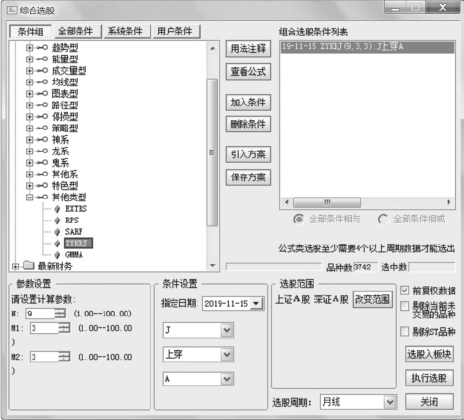 综合选股
条件组 全部条件 系统条件 用户条件
趋势型
能量型
成交量型
均线型
图表型
路径型
停损型
策略型
神系
龙系
鬼系
其他系
特色型
其他类型
EXTRS
RPS
SARF
ZYKLJ
GMMA
最新财务
用法注释
查看公式
加入条件
删除条件
引入方案
保存方案
组合选股条件列表
19-11-15 ZYKLJ(9,3,3):J上穿A
全部条件相与 全部条件相或
公式类选股至少需要4个以上周期数据才能选出
品种数3742 选中数
参数设置
请设置计算参数:
N: 9 (1.00--100.00)
M1: 3 (1.00--100.00
)
M2: 3 (1.00--100.00
)
条件设置
指定日期: 2019-11-15
J
上穿
A
选股范围
上证A股 深证A股 改变范围
选股周期: 月线
前复权数据
剔除当前未
交易的品种
剔除ST品种
选股入板块
执行选股
关闭